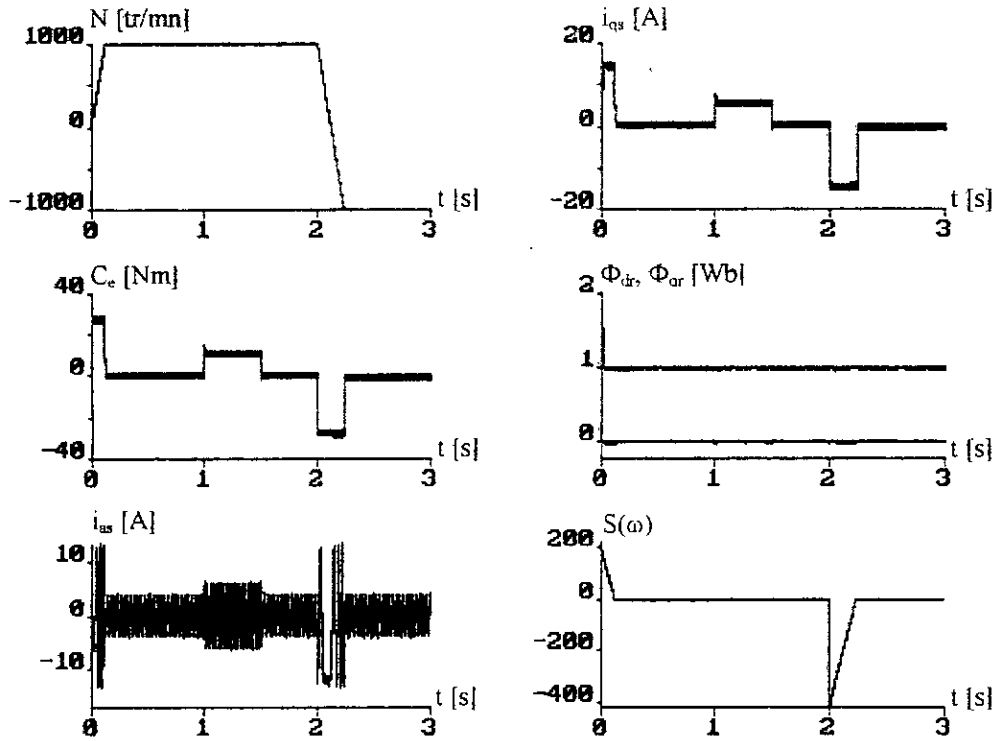 N [tr/mn]
1000
0
-1000
0 1 2 3
t [s]
i_qs [A]
20
0
-20
0 1 2 3
t [s]
C_e [Nm]
40
0
-40
0 1 2 3
t [s]
Φ_dr, Φ_qr [Wb]
2
1
0
0 1 2 3
t [s]
i_as [A]
10
0
-10
0 1 2 3
t [s]
S(ω)
200
0
-200
-400
0 1 2 3
t [s]